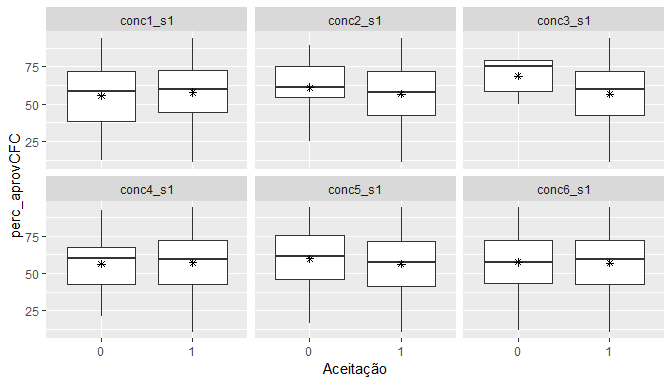 conc1_s1 conc2_s1 conc3_s1
75
50
25
conc4_s1 conc5_s1 conc6_s1
75
50
25
0 1 0 1 0 1
Aceitação
perc_aprovCFC